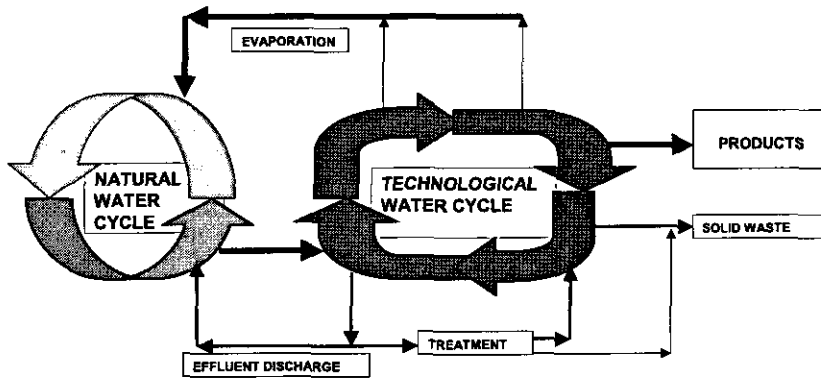 EVAPORATION
NATURAL
WATER
CYCLE
TECHNOLOGICAL
WATER CYCLE
PRODUCTS
SOLID WASTE
TREATMENT
EFFLUENT DISCHARGE